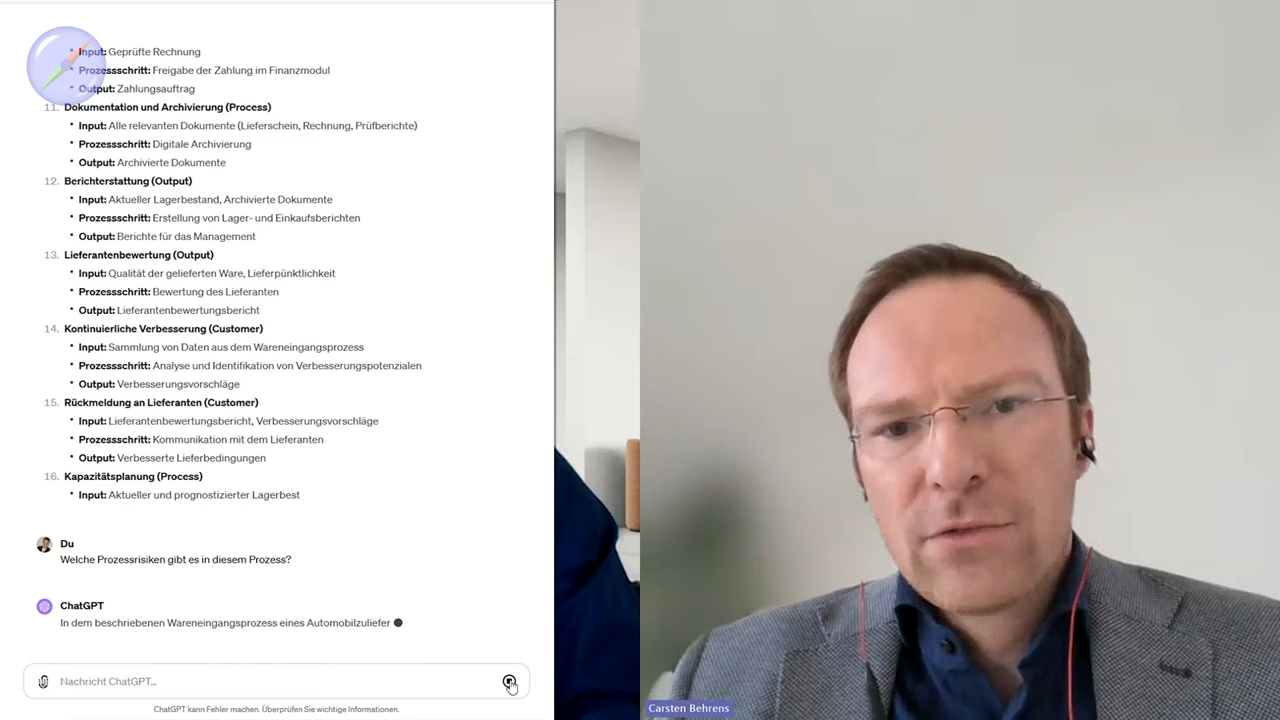 Input: Geprüfte Rechnung
Prozessschritt: Freigabe der Zahlung im Finanzmodul
Output: Zahlungsauftrag
11. Dokumentation und Archivierung (Process)
Input: Alle relevanten Dokumente (Lieferschein, Rechnung, Prüfberichte)
Prozessschritt: Digitale Archivierung
Output: Archivierte Dokumente
12. Berichterstattung (Output)
Input: Aktueller Lagerbestand, Archivierte Dokumente
Prozessschritt: Erstellung von Lager- und Einkaufsberichten
Output: Berichte für das Management
13. Lieferantenbewertung (Output)
Input: Qualität der gelieferten Ware, Lieferpünktlichkeit
Prozessschritt: Bewertung des Lieferanten
Output: Lieferantenbewertungsbericht
14. Kontinuierliche Verbesserung (Customer)
Input: Sammlung von Daten aus dem Wareneingangsprozess
Prozessschritt: Analyse und Identifikation von Verbesserungspotenzialen
Output: Verbesserungsvorschläge
15. Rückmeldung an Lieferanten (Customer)
Input: Lieferantenbewertungsbericht, Verbesserungsvorschläge
Prozessschritt: Kommunikation mit dem Lieferanten
Output: Verbesserte Lieferbedingungen
16. Kapazitätsplanung (Process)
Input: Aktueller und prognostizierter Lagerbest
Du
Welche Prozessrisiken gibt es in diesem Prozess?
ChatGPT
In dem beschriebenen Wareneingangsprozess eines Automobilzuliefer
Nachricht ChatGPT...
ChatGPT kann Fehler machen. Überprüfen Sie wichtige Informationen.
Carsten Behrens